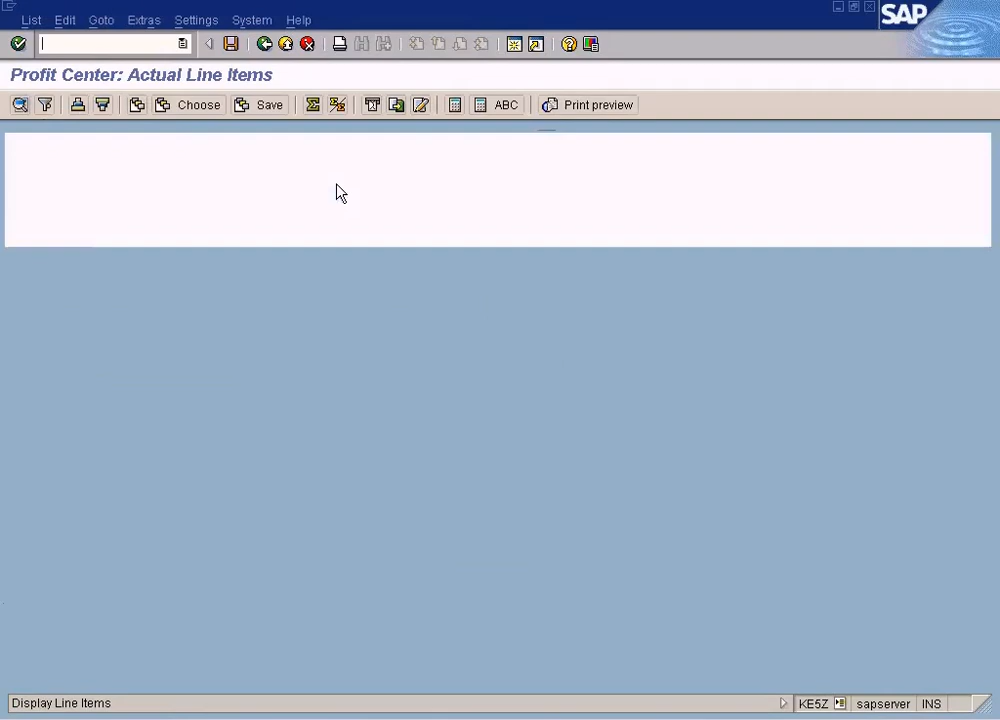 List Edit Goto Extras Settings System Help
SAP
Profit Center: Actual Line Items
Choose Save ABC Print preview
Display Line Items KE5Z sapserver INS